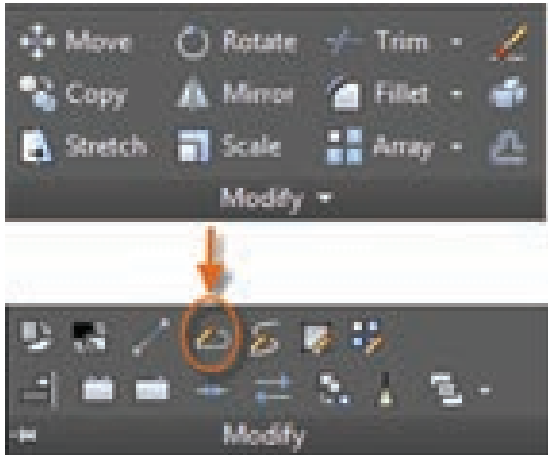 Move Rotate Trim
Copy Mirror Fillet
Stretch Scale Array
Modify
Modify